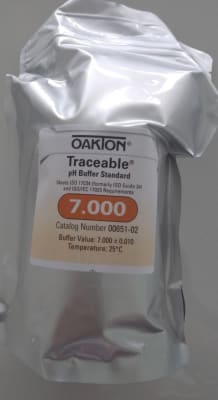 OAKTON
Traceable®
pH Buffer Standard
Meets ISO 17034 (formerly ISO Guide 34)
and ISO/IEC 17025 Requirements
7.000
Catalog Number 00651-02
Buffer Value: 7.000 ± 0.010
Temperature: 25°C